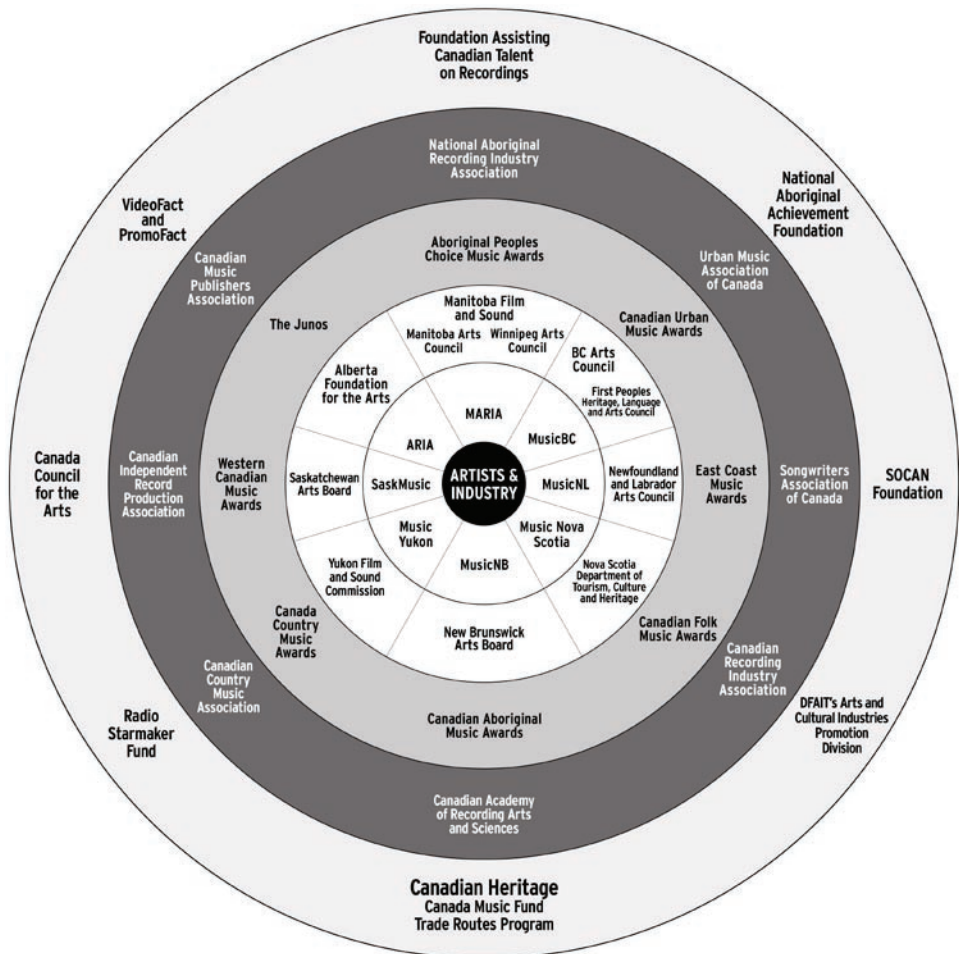 Foundation Assisting
Canadian Talent
on Recordings
National Aboriginal
Recording Industry
Association
National
Aboriginal
Achievement
Foundation
VideoFact
and
PromoFact
Canadian
Music
Publishers
Association
Urban Music
Association
of Canada
Aboriginal Peoples
Choice Music Awards
The Junos
Canadian Urban
Music Awards
Manitoba Film
and Sound
Manitoba Arts
Council
Winnipeg Arts
Council
BC Arts
Council
Alberta
Foundation
for the Arts
First Peoples
Heritage, Language
and Arts Council
MARIA
ARIA
MusicBC
Canada
Council
for the
Arts
Canadian
Independent
Record
Production
Association
Western
Canadian
Music
Awards
Saskatchewan
Arts Board
SaskMusic
ARTISTS &
INDUSTRY
MusicNL
Newfoundland
and Labrador
Arts Council
East Coast
Music
Awards
Songwriters
Association
of Canada
SOCAN
Foundation
Music
Yukon
MusicNB
Music Nova
Scotia
Yukon Film
and Sound
Commission
Nova Scotia
Department of
Tourism, Culture
and Heritage
New Brunswick
Arts Board
Canada
Country
Music
Awards
Canadian Folk
Music Awards
Canadian
Country
Music
Association
Canadian
Recording
Industry
Association
Canadian Aboriginal
Music Awards
Radio
Starmaker
Fund
DFAIT's Arts and
Cultural Industries
Promotion
Division
Canadian Academy
of Recording Arts
and Sciences
Canadian Heritage
Canada Music Fund
Trade Routes Program